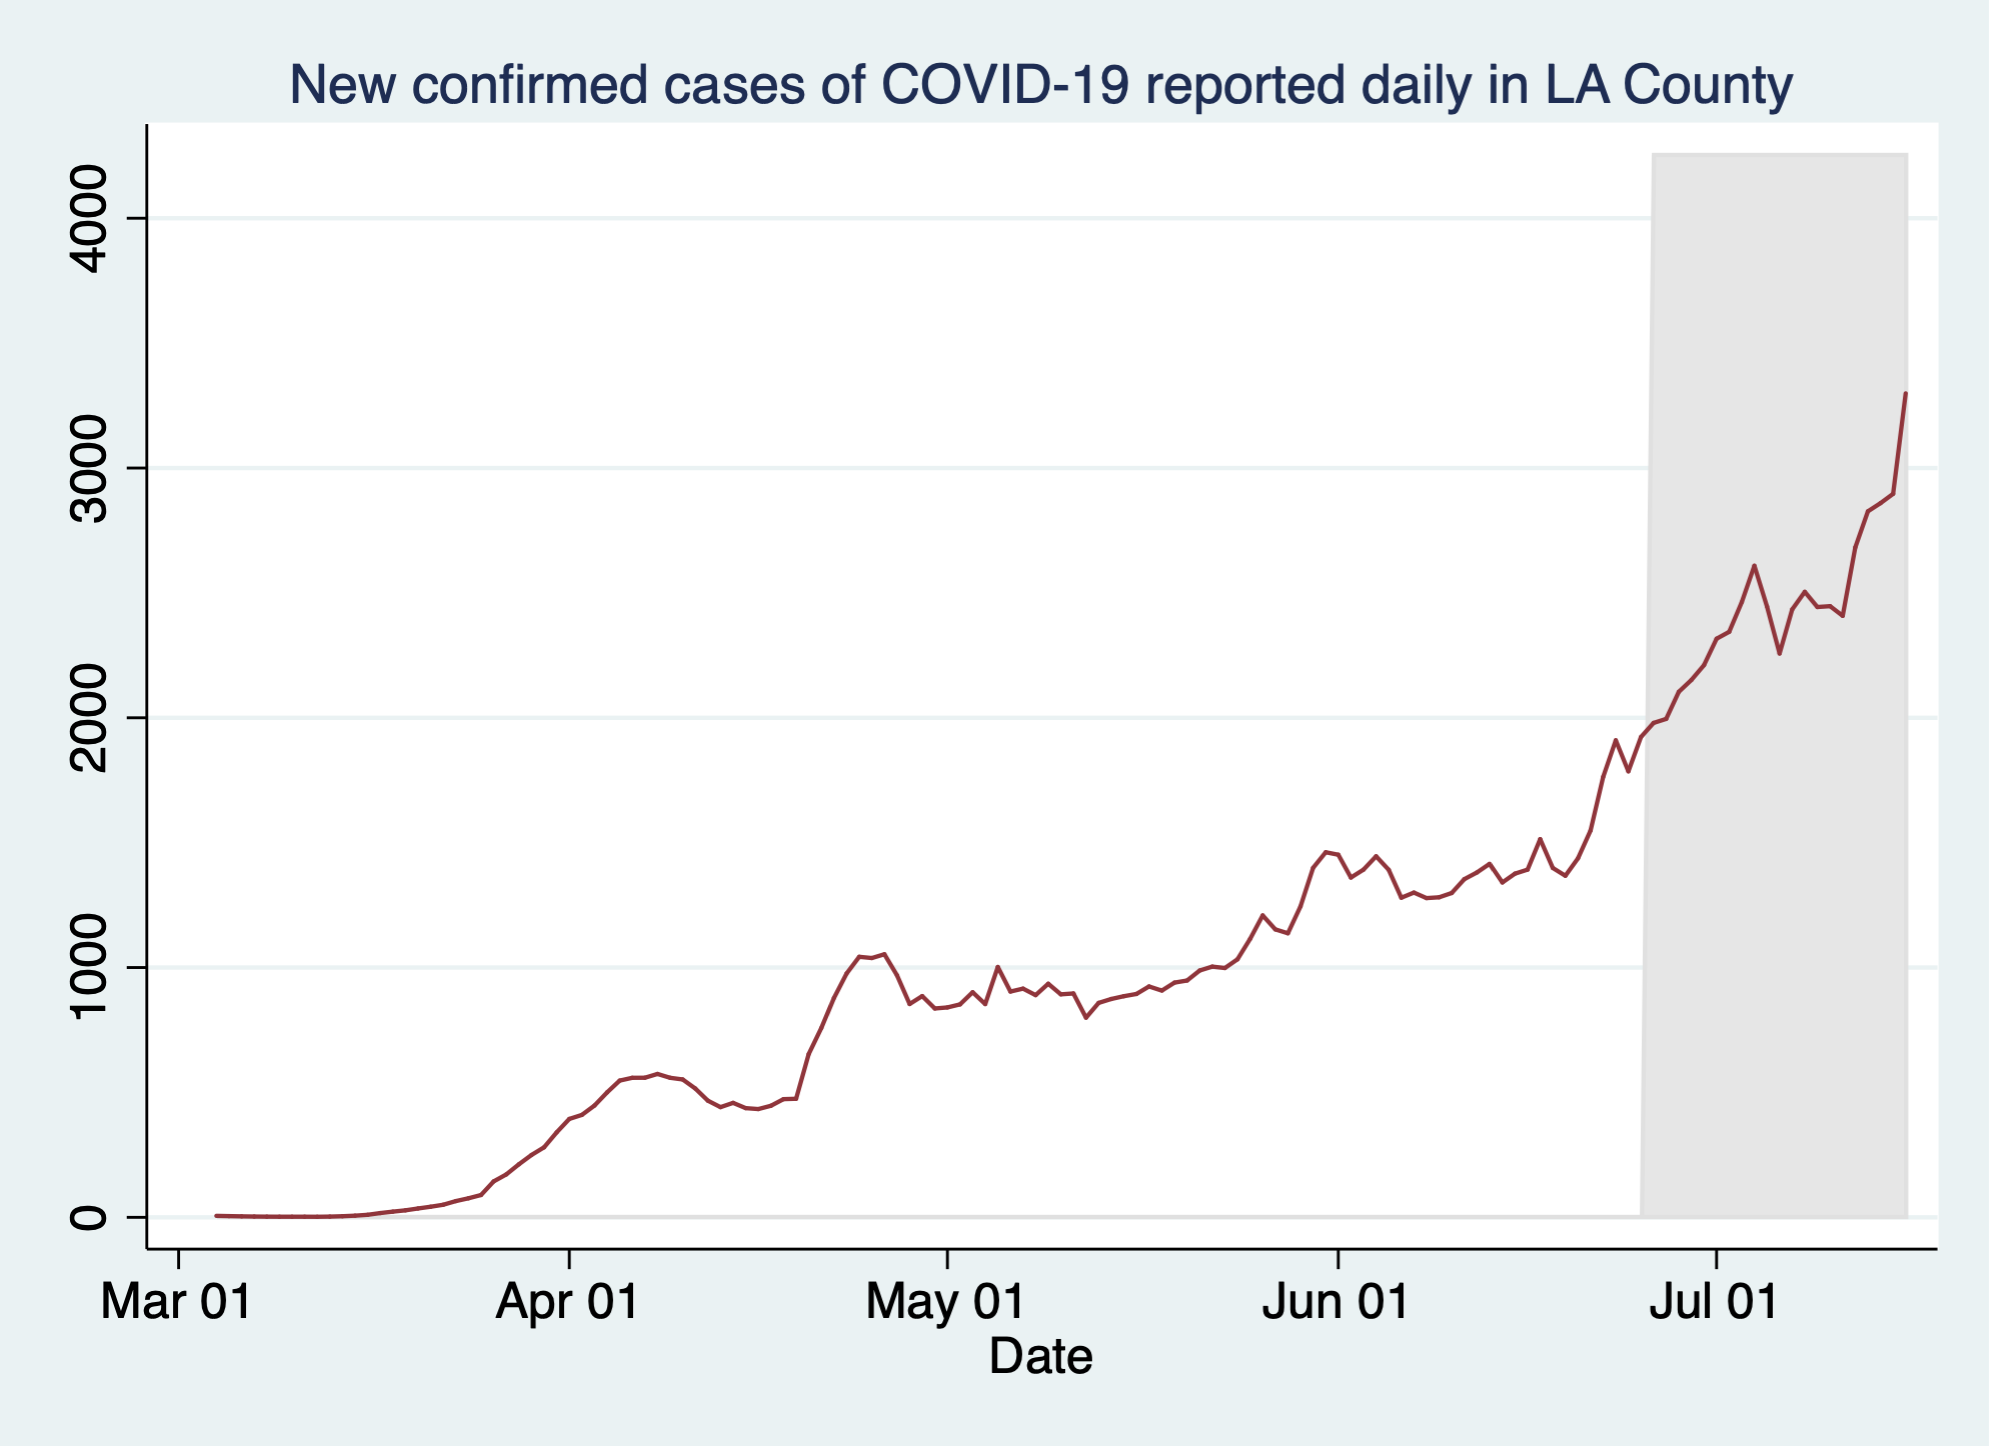 New confirmed cases of COVID-19 reported daily in LA County
4000
3000
2000
1000
0
Mar 01 Apr 01 May 01 Jun 01 Jul 01
Date